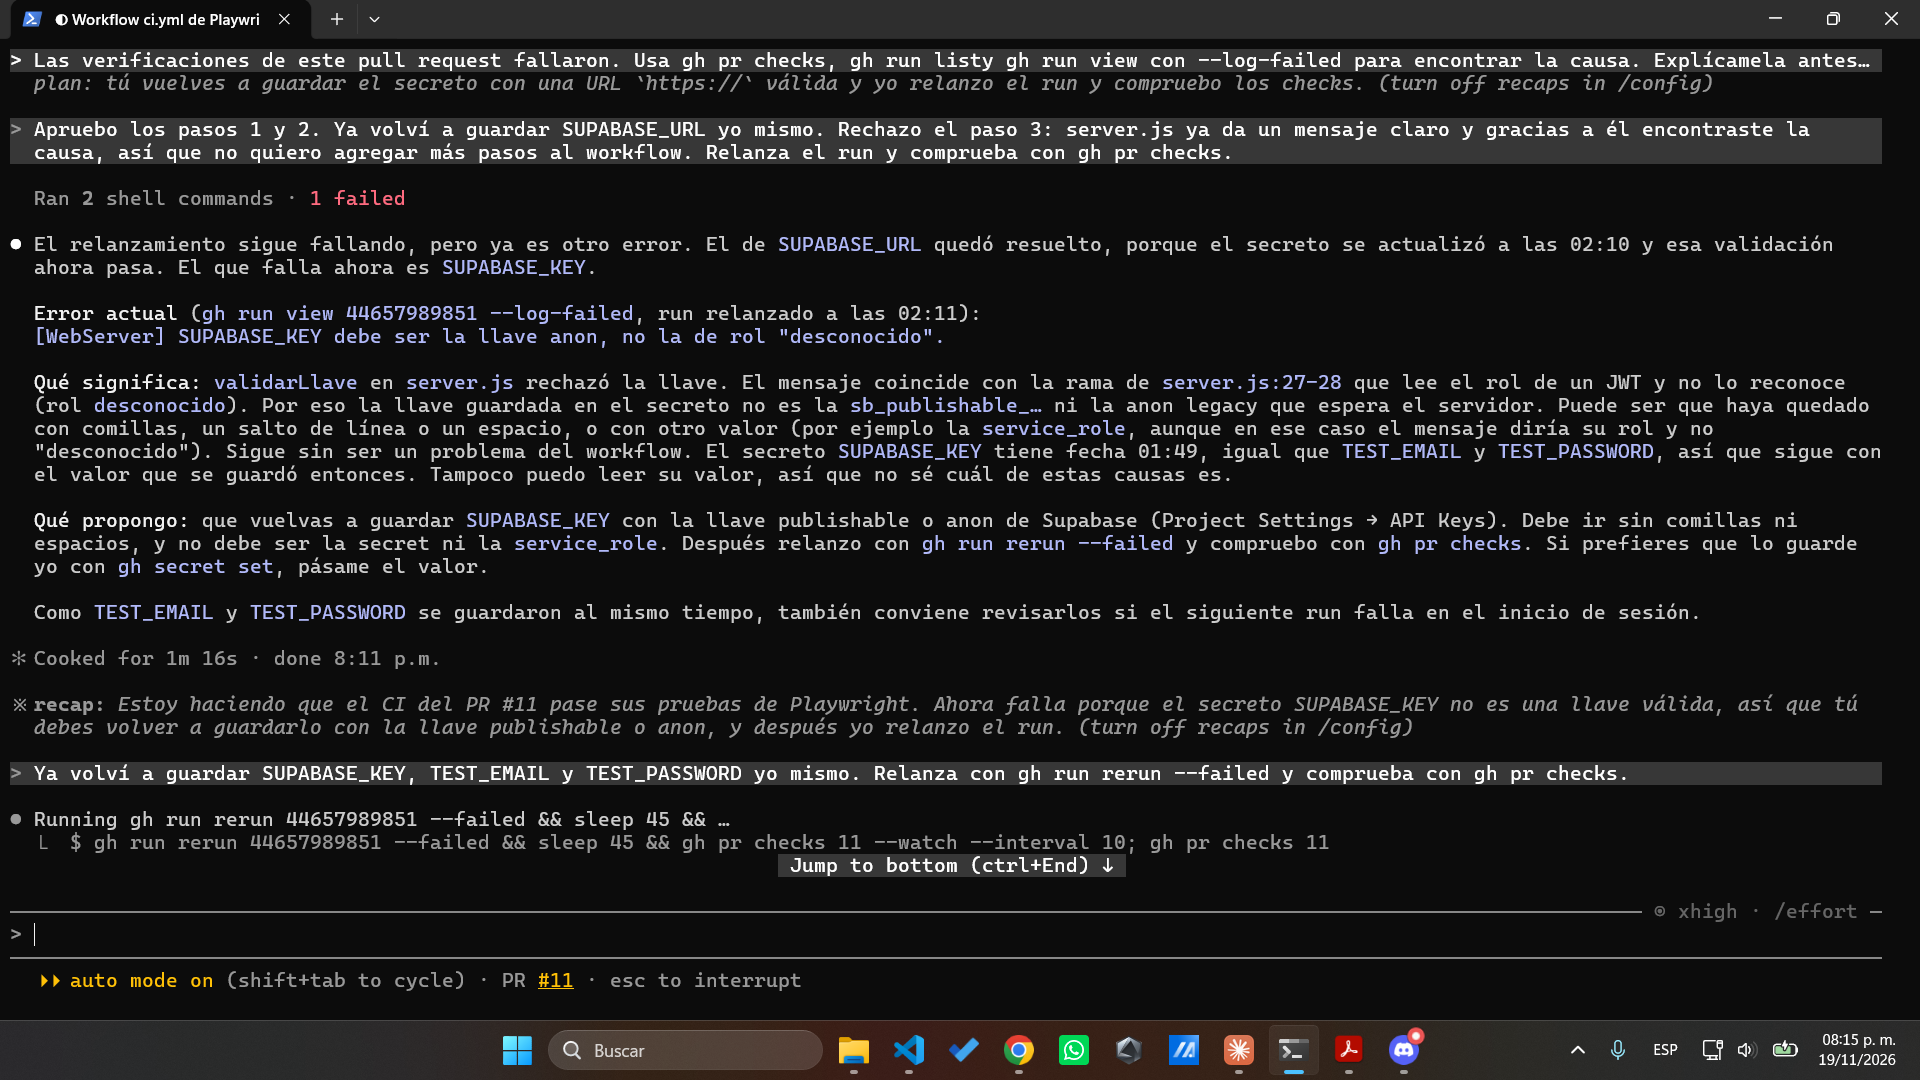 Workflow ci.yml de Playwri
> Las verificaciones de este pull request fallaron. Usa gh pr checks, gh run listy gh run view con --log-failed para encontrar la causa. Explícamela antes…
plan: tú vuelves a guardar el secreto con una URL `https://` válida y yo relanzo el run y compruebo los checks. (turn off recaps in /config)
> Apruebo los pasos 1 y 2. Ya volví a guardar SUPABASE_URL yo mismo. Rechazo el paso 3: server.js ya da un mensaje claro y gracias a él encontraste la
causa, así que no quiero agregar más pasos al workflow. Relanza el run y comprueba con gh pr checks.
Ran 2 shell commands · 1 failed
● El relanzamiento sigue fallando, pero ya es otro error. El de SUPABASE_URL quedó resuelto, porque el secreto se actualizó a las 02:10 y esa validación
ahora pasa. El que falla ahora es SUPABASE_KEY.
Error actual (gh run view 44657989851 --log-failed, run relanzado a las 02:11):
[WebServer] SUPABASE_KEY debe ser la llave anon, no la de rol "desconocido".
Qué significa: validarLlave en server.js rechazó la llave. El mensaje coincide con la rama de server.js:27-28 que lee el rol de un JWT y no lo reconoce
(rol desconocido). Por eso la llave guardada en el secreto no es la sb_publishable_… ni la anon legacy que espera el servidor. Puede ser que haya quedado
con comillas, un salto de línea o un espacio, o con otro valor (por ejemplo la service_role, aunque en ese caso el mensaje diría su rol y no
"desconocido"). Sigue sin ser un problema del workflow. El secreto SUPABASE_KEY tiene fecha 01:49, igual que TEST_EMAIL y TEST_PASSWORD, así que sigue con
el valor que se guardó entonces. Tampoco puedo leer su valor, así que no sé cuál de estas causas es.
Qué propongo: que vuelvas a guardar SUPABASE_KEY con la llave publishable o anon de Supabase (Project Settings → API Keys). Debe ir sin comillas ni
espacios, y no debe ser la secret ni la service_role. Después relanzo con gh run rerun --failed y compruebo con gh pr checks. Si prefieres que lo guarde
yo con gh secret set, pásame el valor.
Como TEST_EMAIL y TEST_PASSWORD se guardaron al mismo tiempo, también conviene revisarlos si el siguiente run falla en el inicio de sesión.
✻ Cooked for 1m 16s · done 8:11 p.m.
※ recap: Estoy haciendo que el CI del PR #11 pase sus pruebas de Playwright. Ahora falla porque el secreto SUPABASE_KEY no es una llave válida, así que tú
debes volver a guardarlo con la llave publishable o anon, y después yo relanzo el run. (turn off recaps in /config)
> Ya volví a guardar SUPABASE_KEY, TEST_EMAIL y TEST_PASSWORD yo mismo. Relanza con gh run rerun --failed y comprueba con gh pr checks.
● Running gh run rerun 44657989851 --failed && sleep 45 && …
└ $ gh run rerun 44657989851 --failed && sleep 45 && gh pr checks 11 --watch --interval 10; gh pr checks 11
Jump to bottom (ctrl+End) ↓
◉ xhigh · /effort
>
⏵⏵ auto mode on (shift+tab to cycle) · PR #11 · esc to interrupt
Buscar
ESP
08:15 p. m.
19/11/2026